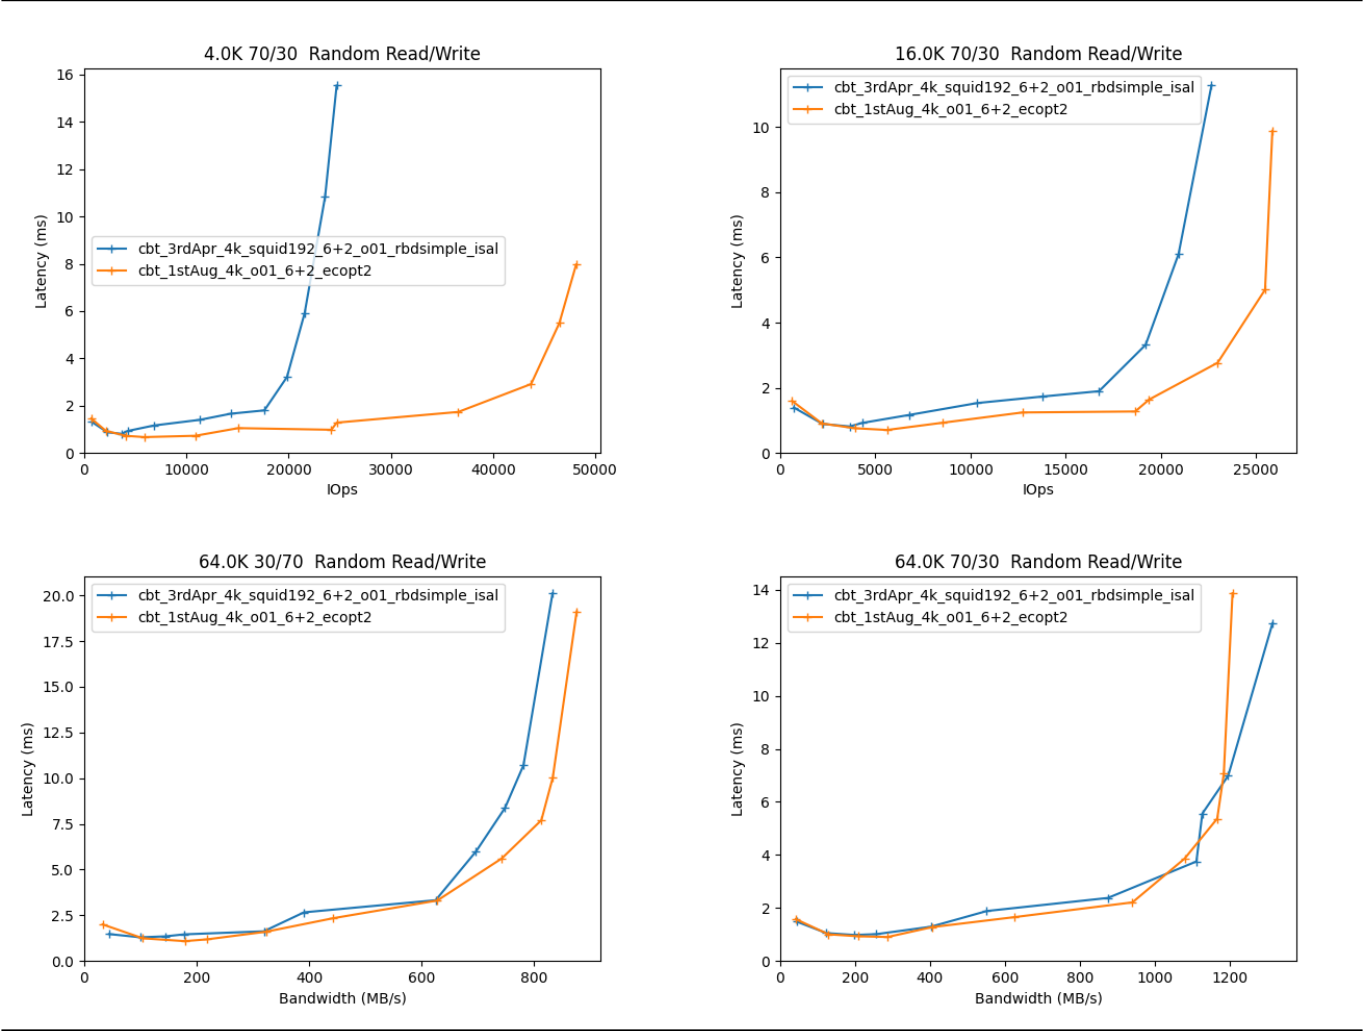 4.0K 70/30  Random Read/Write
16
14
12
10
8
6
4
2
0
Latency (ms)
cbt_3rdApr_4k_squid192_6+2_o01_rbdsimple_isal
cbt_1stAug_4k_o01_6+2_ecopt2
0 10000 20000 30000 40000 50000
IOps
16.0K 70/30  Random Read/Write
cbt_3rdApr_4k_squid192_6+2_o01_rbdsimple_isal
cbt_1stAug_4k_o01_6+2_ecopt2
10
8
6
4
2
0
Latency (ms)
0 5000 10000 15000 20000 25000
IOps
64.0K 30/70  Random Read/Write
cbt_3rdApr_4k_squid192_6+2_o01_rbdsimple_isal
cbt_1stAug_4k_o01_6+2_ecopt2
20.0
17.5
15.0
12.5
10.0
7.5
5.0
2.5
0.0
Latency (ms)
0 200 400 600 800
Bandwidth (MB/s)
64.0K 70/30  Random Read/Write
cbt_3rdApr_4k_squid192_6+2_o01_rbdsimple_isal
cbt_1stAug_4k_o01_6+2_ecopt2
14
12
10
8
6
4
2
0
Latency (ms)
0 200 400 600 800 1000 1200
Bandwidth (MB/s)